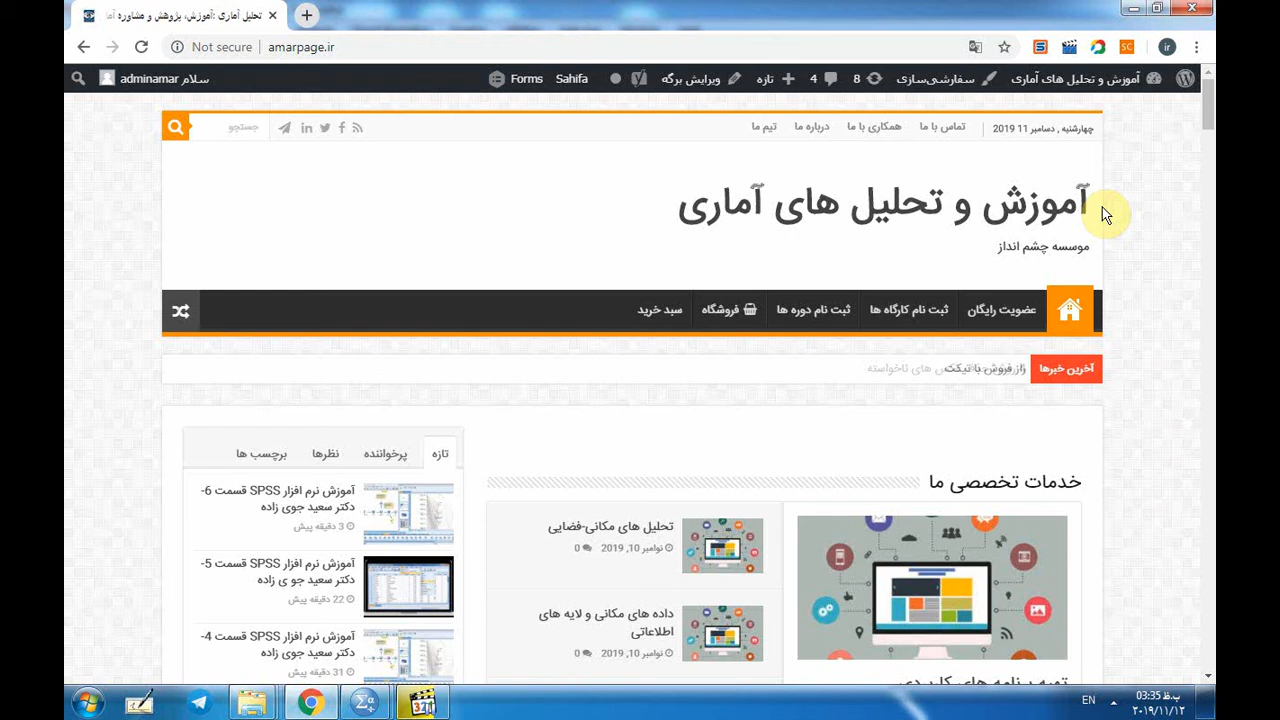 تحلیل آماری :آموزش، پژوهش و مشاوره آما
Not secure | amarpage.ir
ir
آموزش و تحلیل های آماری
سفارشی‌سازی
8
4
تازه
ویرایش برگه
Sahifa
Forms
سلام adminamar
چهارشنبه , دسامبر 11 2019
تماس با ما
همکاری با ما
درباره ما
تیم ما
جستجو
آموزش و تحلیل های آماری
موسسه چشم انداز
عضویت رایگان
ثبت نام کارگاه ها
ثبت نام دوره ها
فروشگاه
سبد خرید
آخرین خبرها
خدمات تخصصی ما
تحلیل های مکانی-فضایی
نوامبر 10, 2019 0
داده های مکانی و لایه های
اطلاعاتی
نوامبر 10, 2019 0
تازه
پرخواننده
نظرها
برچسب ها
آموزش نرم افزار SPSS قسمت 6-
دکتر سعید جوی زاده
3 دقیقه پیش
آموزش نرم افزار SPSS قسمت 5-
دکتر سعید جو ی زاده
22 دقیقه پیش
آموزش نرم افزار SPSS قسمت 4-
دکتر سعید جوی زاده
31 دقیقه پیش
EN
03:35 ب.ظ
۲۰۱۹/۱۱/۱۲